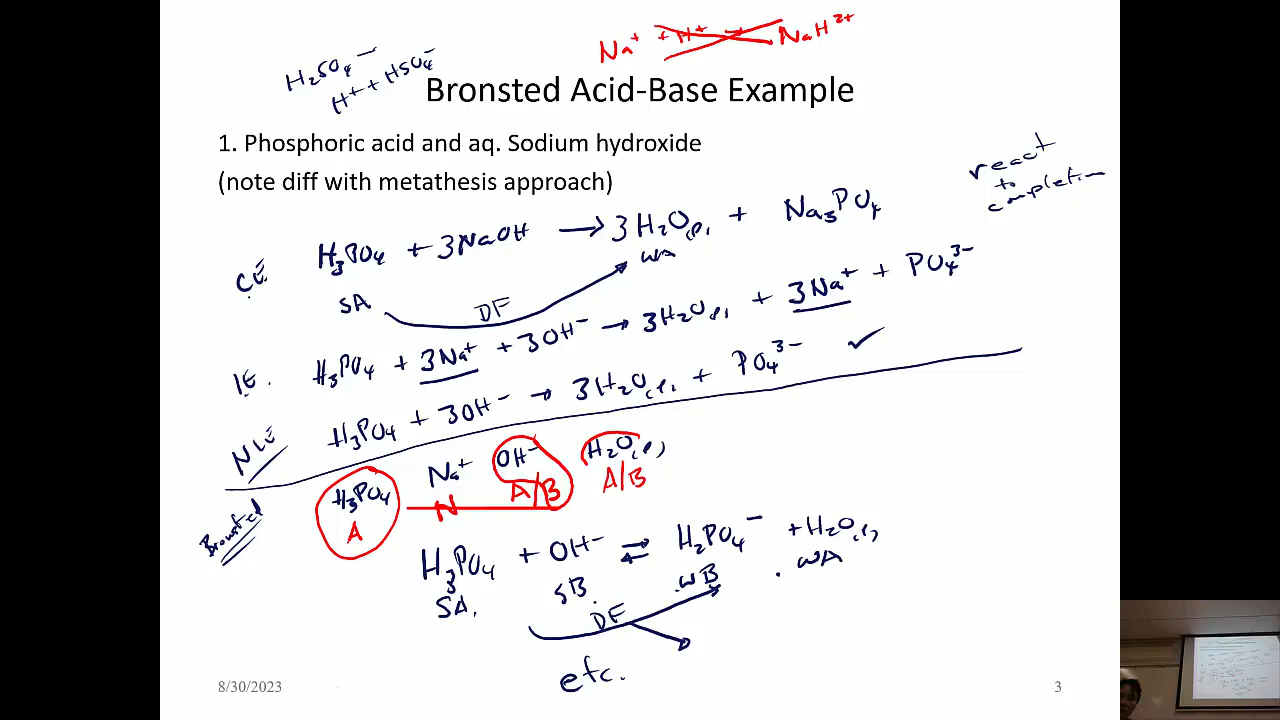 Na⁺ + H⁺ → NaH²⁺
H₂SO₄ —
H⁺ + HSO₄⁻
Bronsted Acid-Base Example
1. Phosphoric acid and aq. Sodium hydroxide
(note diff with metathesis approach)
react
to
completion
CE H₃PO₄ + 3NaOH → 3H₂O(l) + Na₃PO₄
SA DF WA
IE. H₃PO₄ + 3Na⁺ + 3OH⁻ → 3H₂O(l) + 3Na⁺ + PO₄³⁻
NIE H₃PO₄ + 3OH⁻ → 3H₂O(l) + PO₄³⁻ ✓
Bronsted H₃PO₄ Na⁺ OH⁻ H₂O(l)
A N A/B A/B
H₃PO₄ + OH⁻ ⇌ H₂PO₄⁻ + H₂O(l)
SA. SB. WB WA
DF
etc.
8/30/2023 3